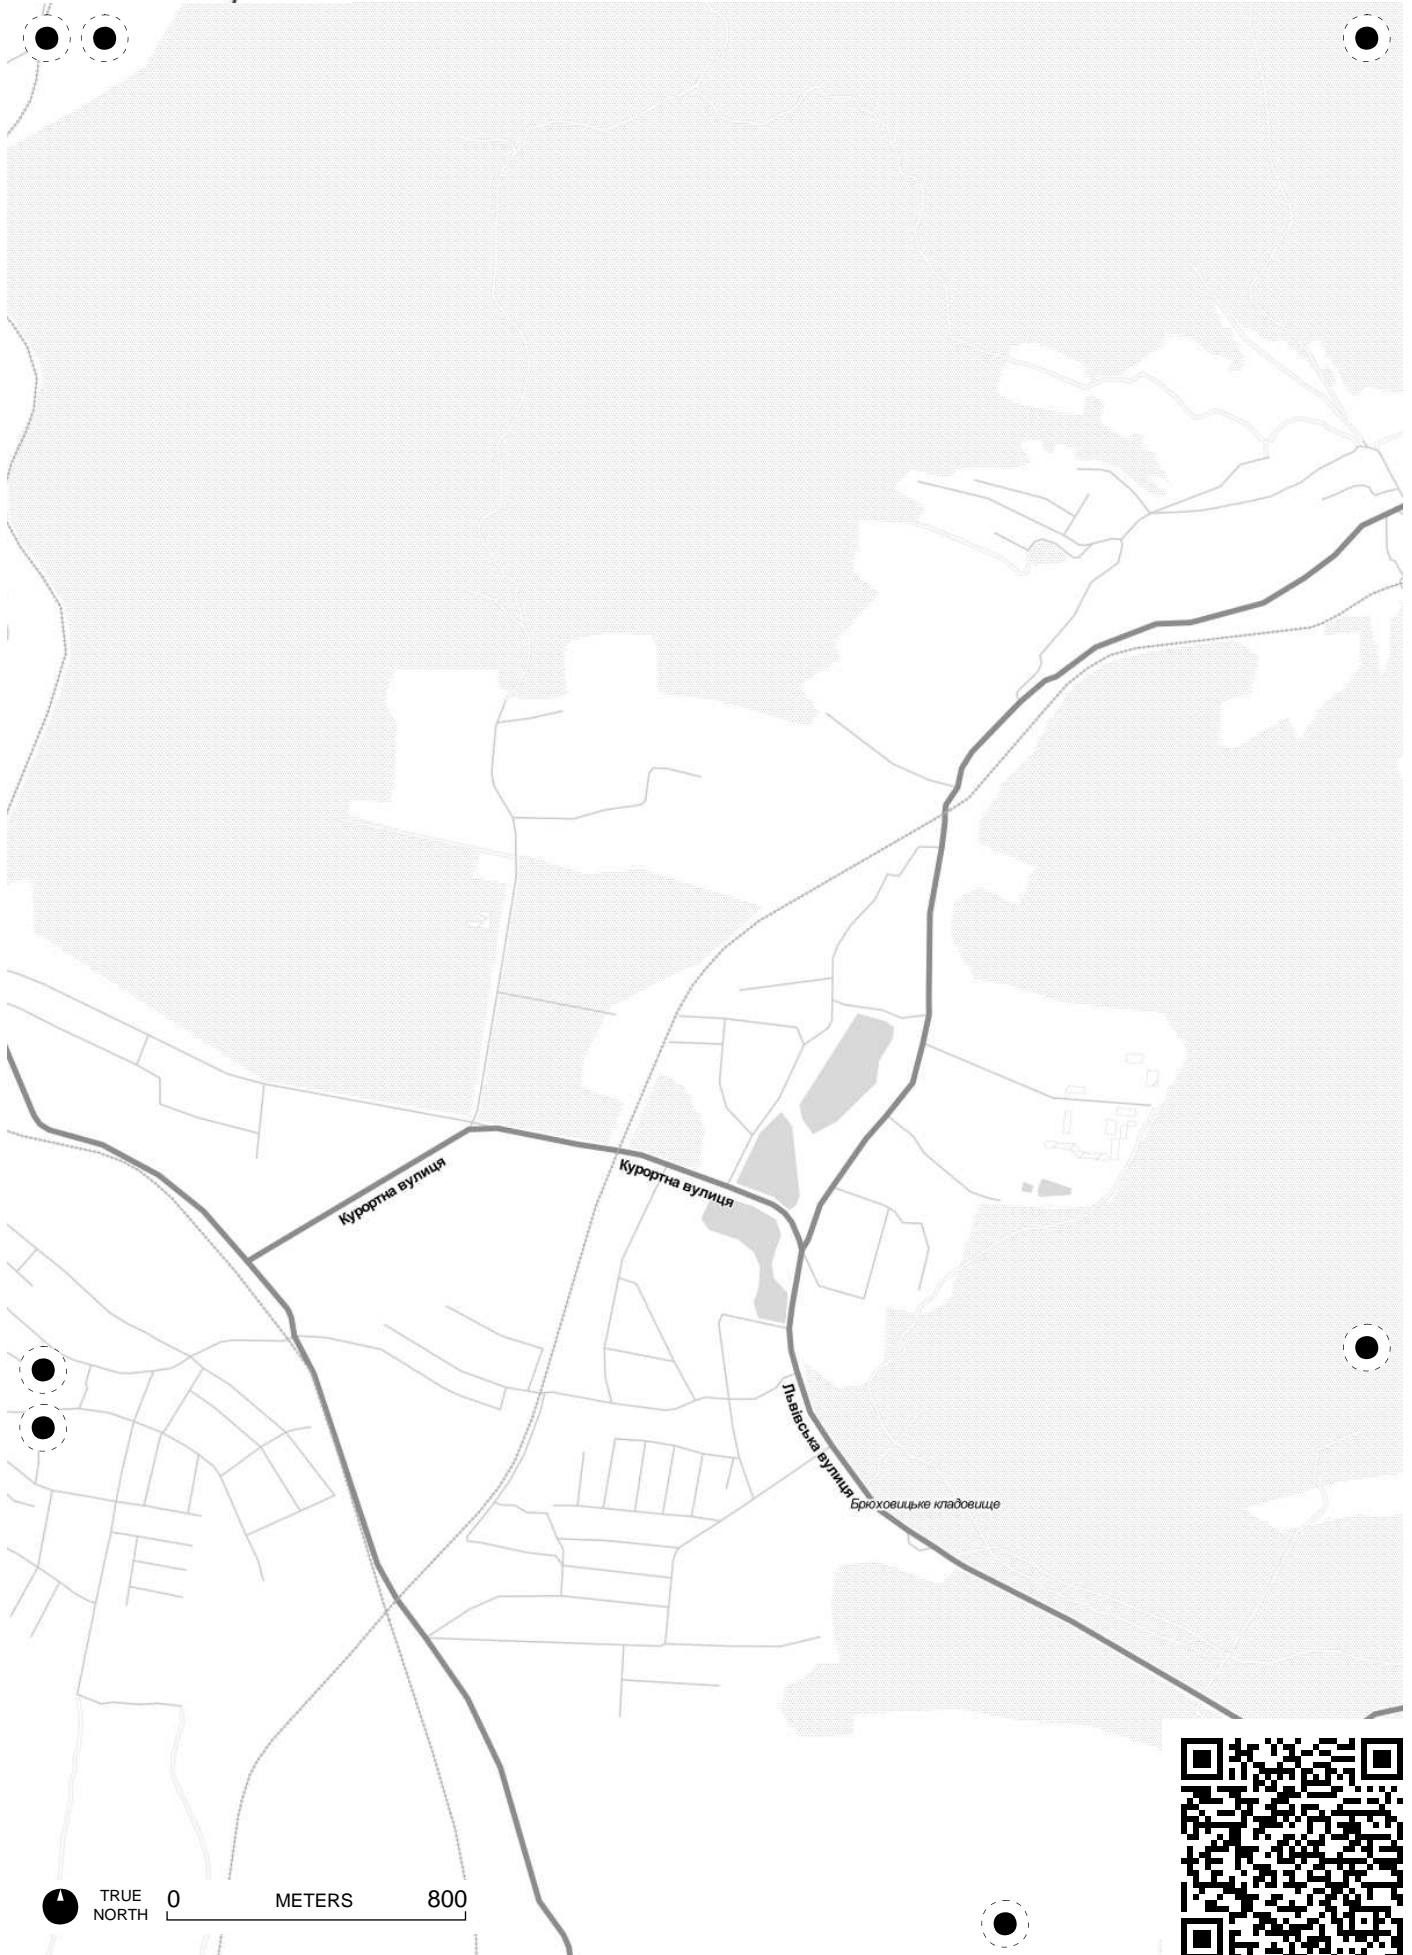 Курортна вулиця
Курортна вулиця
Львівська вулиця
Брюховицьке кладовище
TRUE NORTH
0 METERS 800